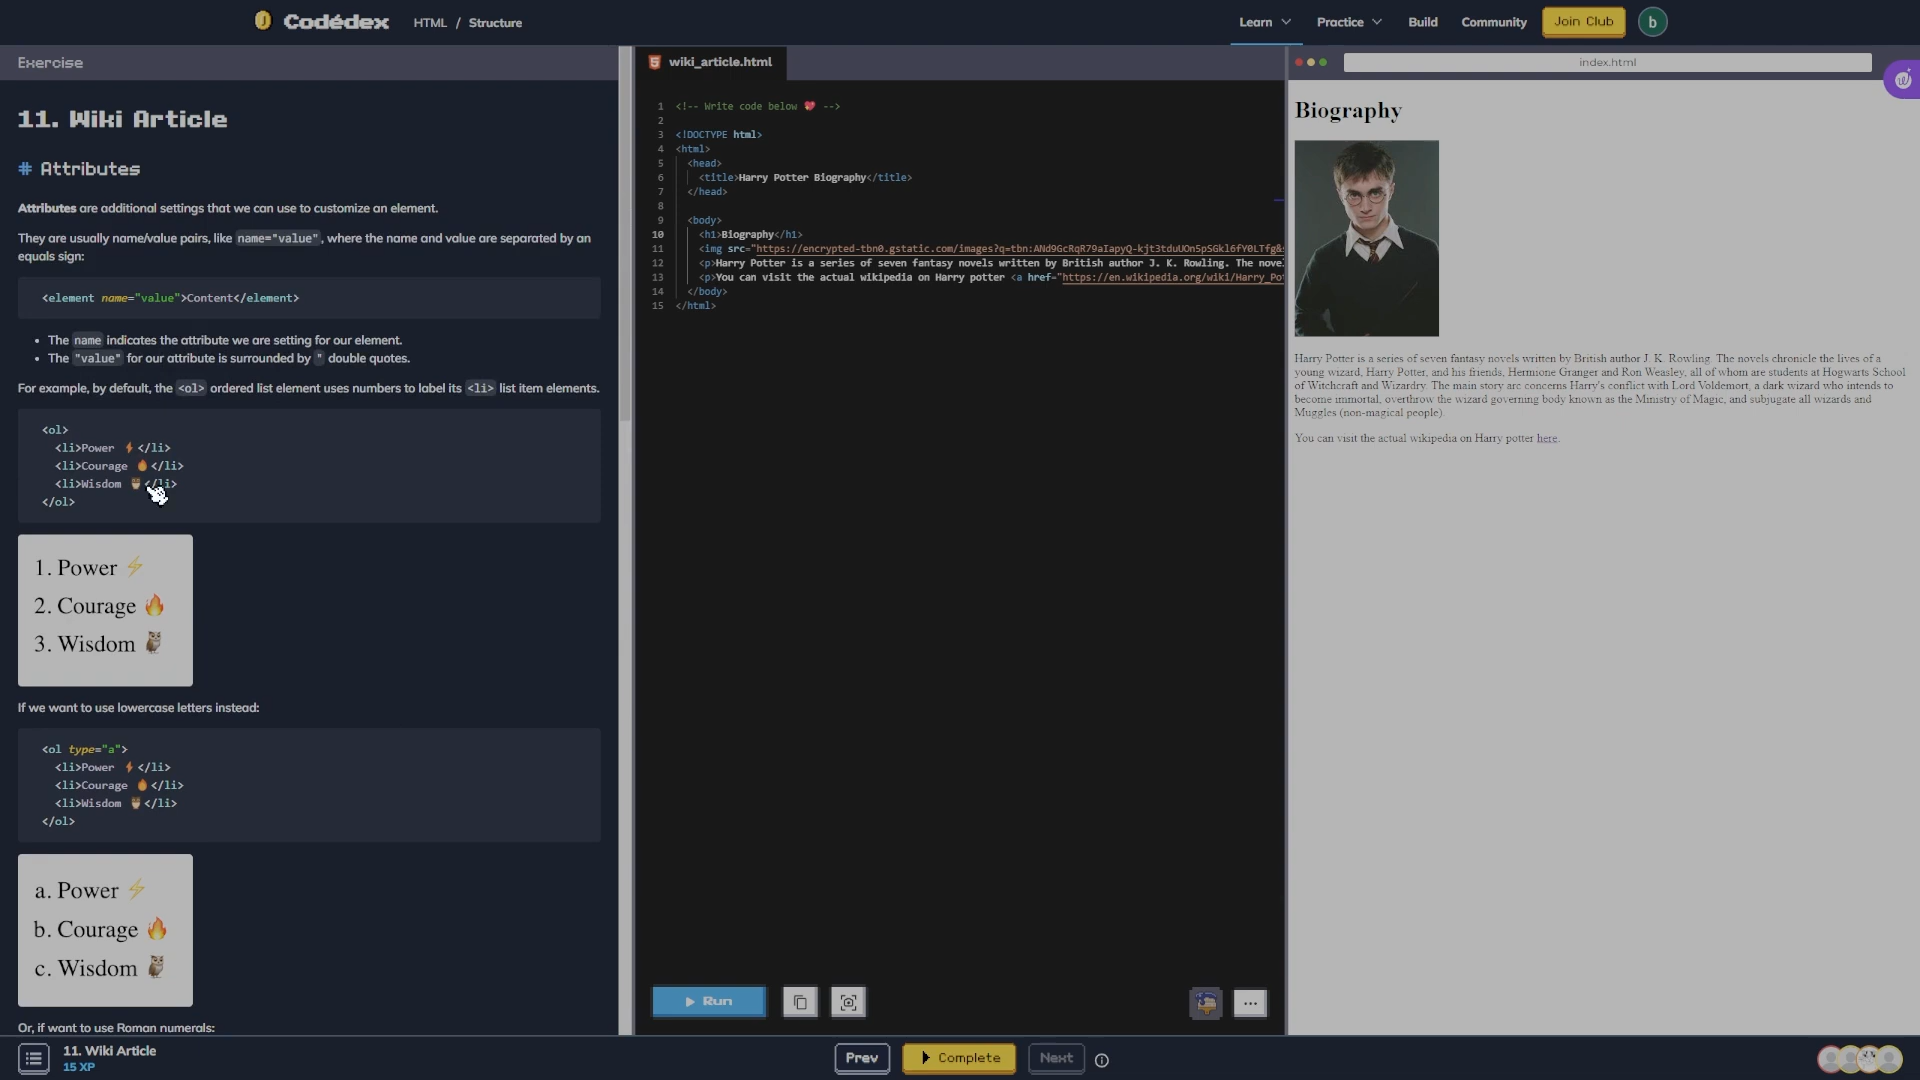 Codédex
HTML / Structure
Learn
Practice
Build
Community
Join Club
b
Exercise
11. Wiki Article
# Attributes
Attributes are additional settings that we can use to customize an element.
They are usually name/value pairs, like name="value", where the name and value are separated by an
equals sign:
<element name="value">Content</element>
• The name indicates the attribute we are setting for our element.
• The "value" for our attribute is surrounded by " double quotes.
For example, by default, the <ol> ordered list element uses numbers to label its <li> list item elements.
<ol>
<li>Power ⚡</li>
<li>Courage 🔥</li>
<li>Wisdom 🦉</li>
</ol>
1. Power ⚡
2. Courage 🔥
3. Wisdom 🦉
If we want to use lowercase letters instead:
<ol type="a">
<li>Power ⚡</li>
<li>Courage 🔥</li>
<li>Wisdom 🦉</li>
</ol>
a. Power ⚡
b. Courage 🔥
c. Wisdom 🦉
Or, if want to use Roman numerals:
wiki_article.html
1 <!-- Write code below 💖 -->
2
3 <!DOCTYPE html>
4 <html>
5 <head>
6 <title>Harry Potter Biography</title>
7 </head>
8
9 <body>
10 <h1>Biography</h1>
11 <img src="https://encrypted-tbn0.gstatic.com/images?q=tbn:ANd9GcRqR79aIapyQ-kjt3tduUOn5pSGkl6fY0LTfg&
12 <p>Harry Potter is a series of seven fantasy novels written by British author J. K. Rowling. The nove
13 <p>You can visit the actual wikipedia on Harry potter <a href="https://en.wikipedia.org/wiki/Harry_Po
14 </body>
15 </html>
Run
index.html
Biography
Harry Potter is a series of seven fantasy novels written by British author J. K. Rowling. The novels chronicle the lives of a
young wizard, Harry Potter, and his friends, Hermione Granger and Ron Weasley, all of whom are students at Hogwarts School
of Witchcraft and Wizardry. The main story arc concerns Harry's conflict with Lord Voldemort, a dark wizard who intends to
become immortal, overthrow the wizard governing body known as the Ministry of Magic, and subjugate all wizards and
Muggles (non-magical people).
You can visit the actual wikipedia on Harry potter here.
11. Wiki Article
15 XP
Prev
Complete
Next